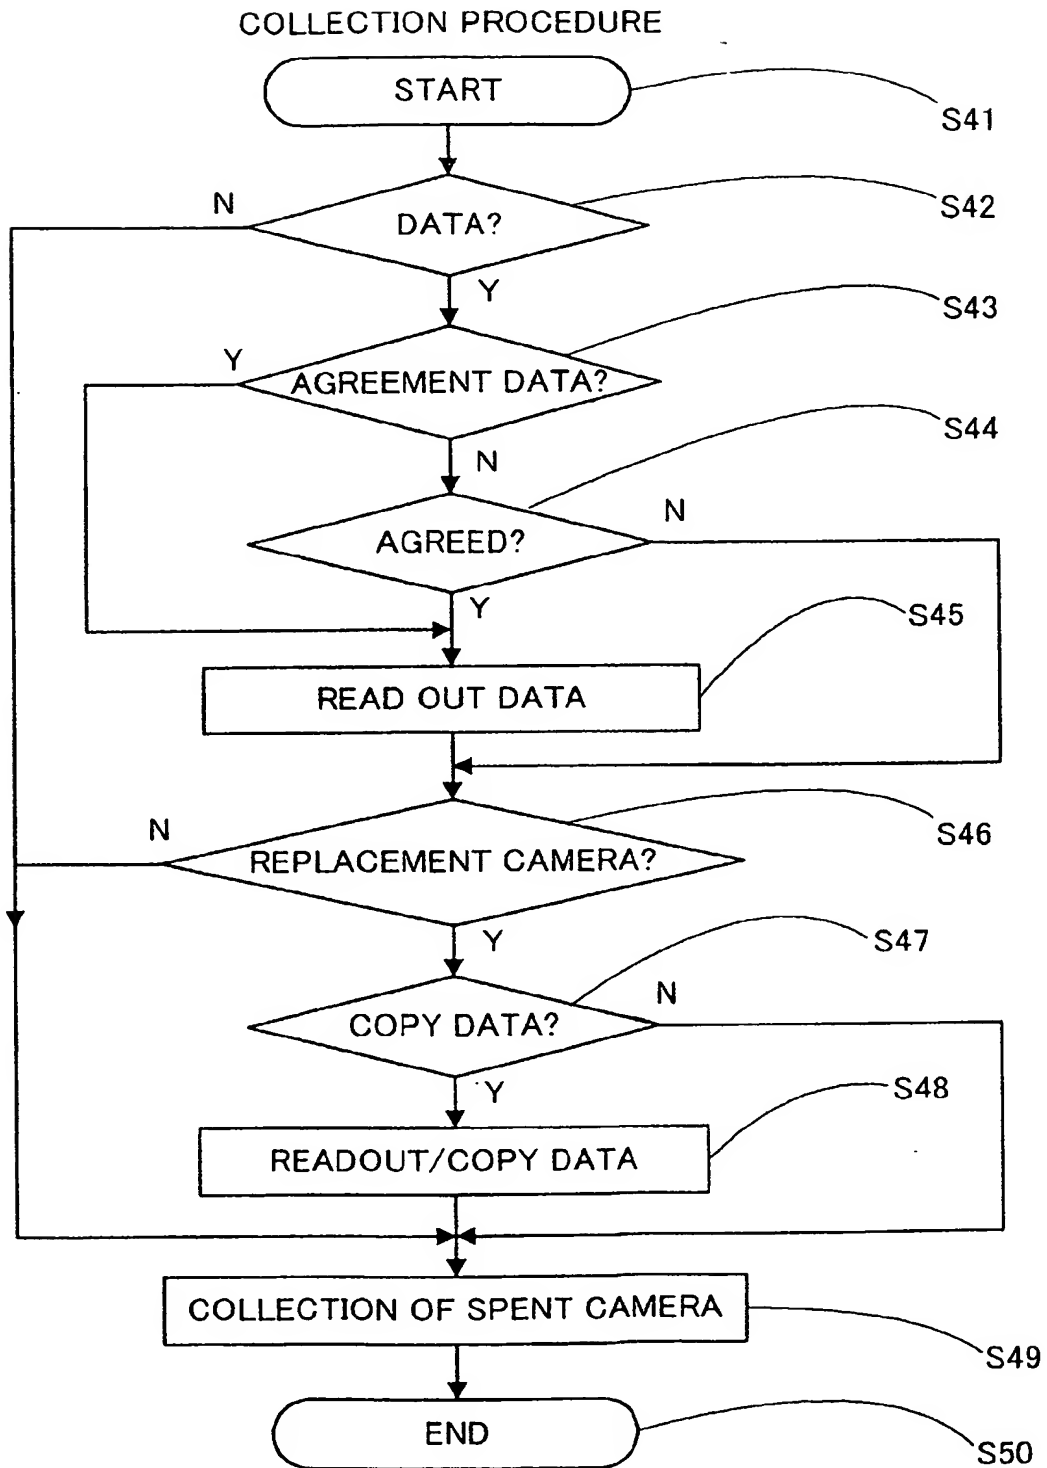 COLLECTION PROCEDURE
START
S41
N
DATA?
S42
Y
S43
Y
AGREEMENT DATA?
S44
N
AGREED?
N
Y
S45
READ OUT DATA
N
S46
REPLACEMENT CAMERA?
Y
S47
COPY DATA?
N
Y
S48
READOUT/COPY DATA
COLLECTION OF SPENT CAMERA
S49
END
S50